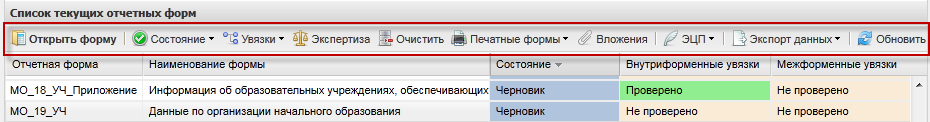 Список текущих отчетных форм
Открыть форму Состояние Увязки Экспертиза Очистить Печатные формы Вложения ЭЦП Экспорт данных Обновить
Отчетная форма Наименование формы Состояние Внутриформенные увязки Межформенные увязки
МО_18_УЧ_Приложение Информация об образовательных учреждениях, обеспечивающих Черновик Проверено Не проверено
МО_19_УЧ Данные по организации начального образования Черновик Не проверено Не проверено